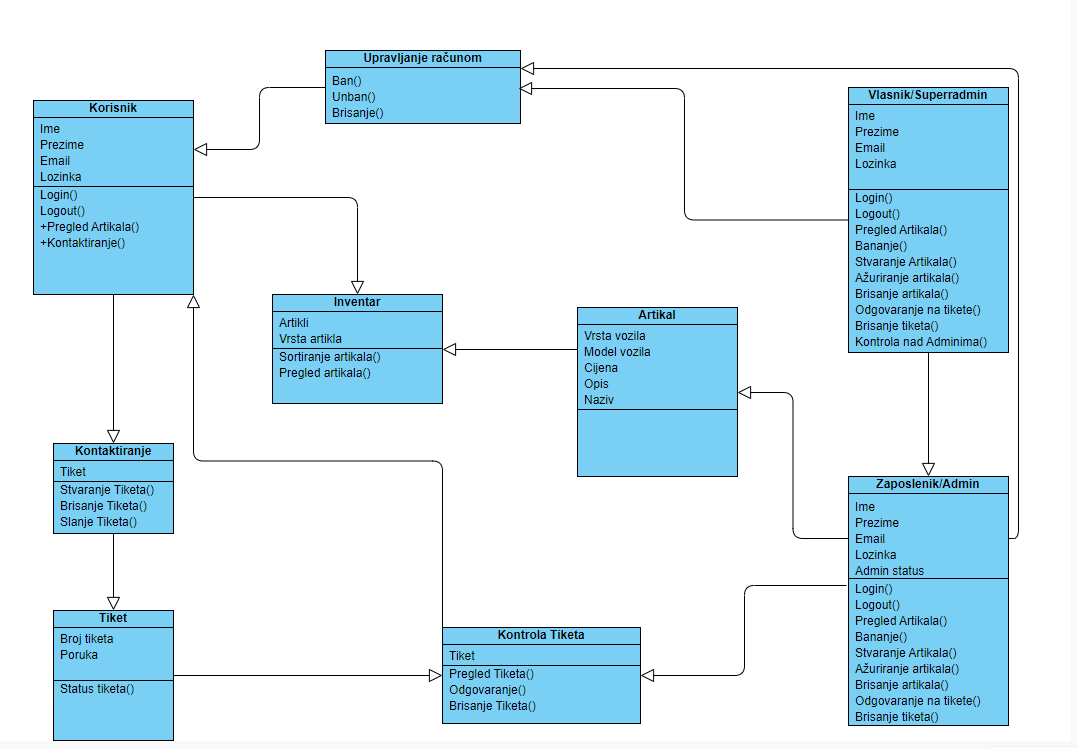 Upravljanje računom
Ban()
Unban()
Brisanje()
Korisnik
Ime
Prezime
Email
Lozinka
Login()
Logout()
+Pregled Artikala()
+Kontaktiranje()
Vlasnik/Superradmin
Ime
Prezime
Email
Lozinka
Login()
Logout()
Pregled Artikala()
Bananje()
Stvaranje Artikala()
Ažuriranje artikala()
Brisanje artikala()
Odgovaranje na tikete()
Brisanje tiketa()
Kontrola nad Adminima()
Inventar
Artikli
Vrsta artikla
Sortiranje artikala()
Pregled artikala()
Artikal
Vrsta vozila
Model vozila
Cijena
Opis
Naziv
Kontaktiranje
Tiket
Stvaranje Tiketa()
Brisanje Tiketa()
Slanje Tiketa()
Zaposlenik/Admin
Ime
Prezime
Email
Lozinka
Admin status
Login()
Logout()
Pregled Artikala()
Bananje()
Stvaranje Artikala()
Ažuriranje artikala()
Brisanje artikala()
Odgovaranje na tikete()
Brisanje tiketa()
Tiket
Broj tiketa
Poruka
Status tiketa()
Kontrola Tiketa
Tiket
Pregled Tiketa()
Odgovaranje()
Brisanje Tiketa()